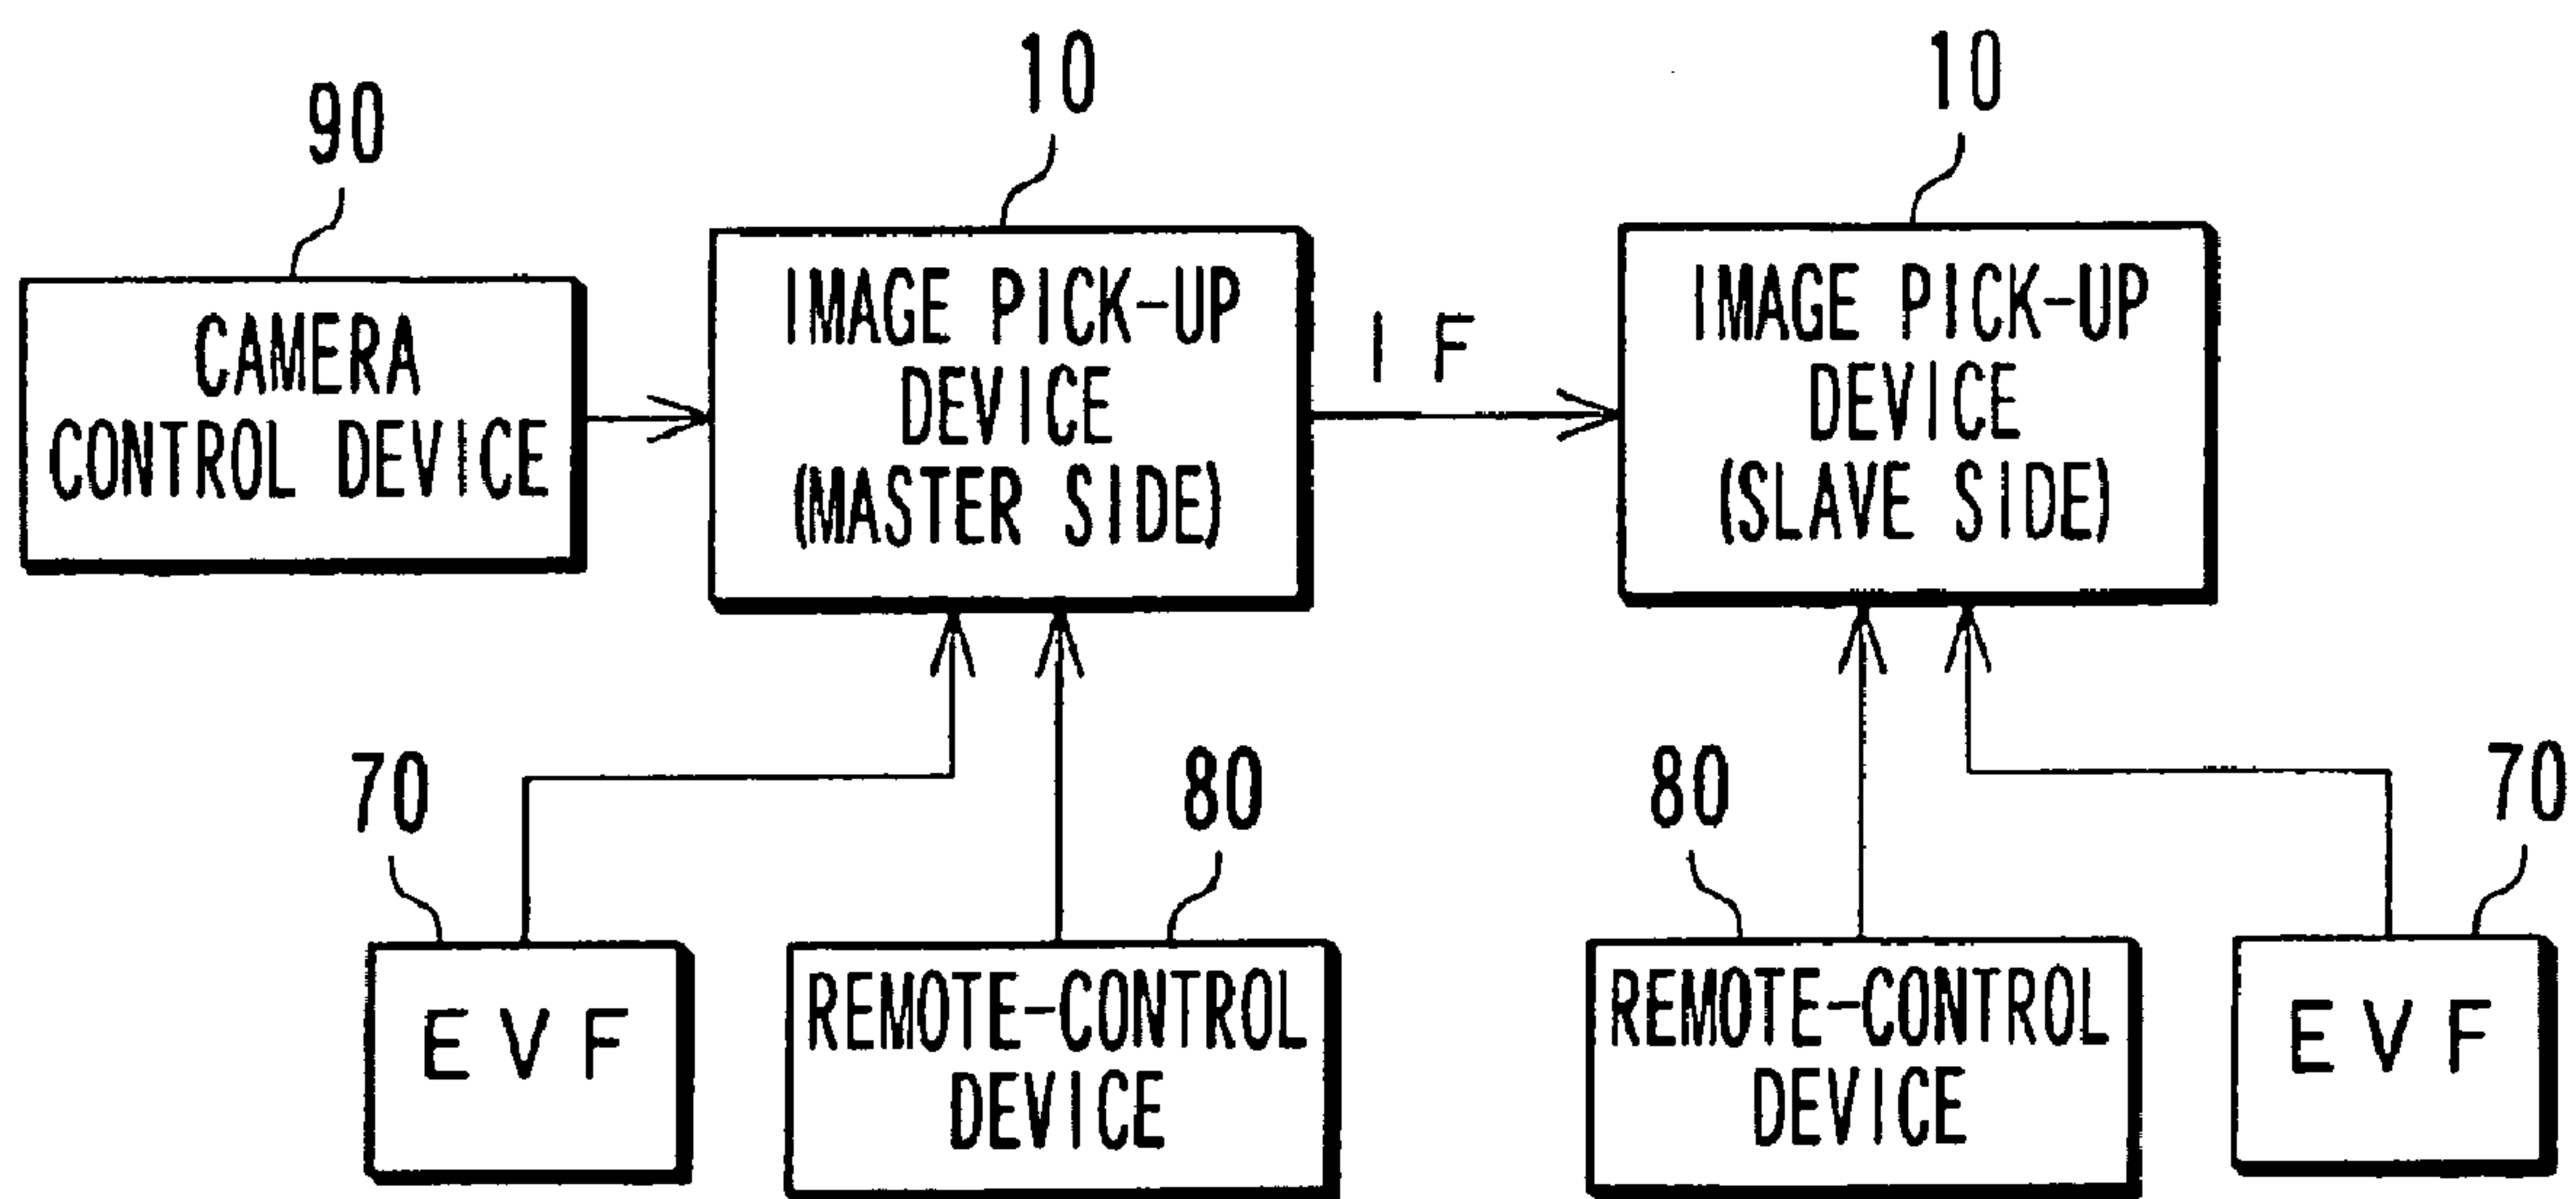 90
10
10
CAMERA
CONTROL DEVICE
IMAGE PICK-UP
DEVICE
(MASTER SIDE)
IF
IMAGE PICK-UP
DEVICE
(SLAVE SIDE)
70
80
80
70
EVF
REMOTE-CONTROL
DEVICE
REMOTE-CONTROL
DEVICE
EVF